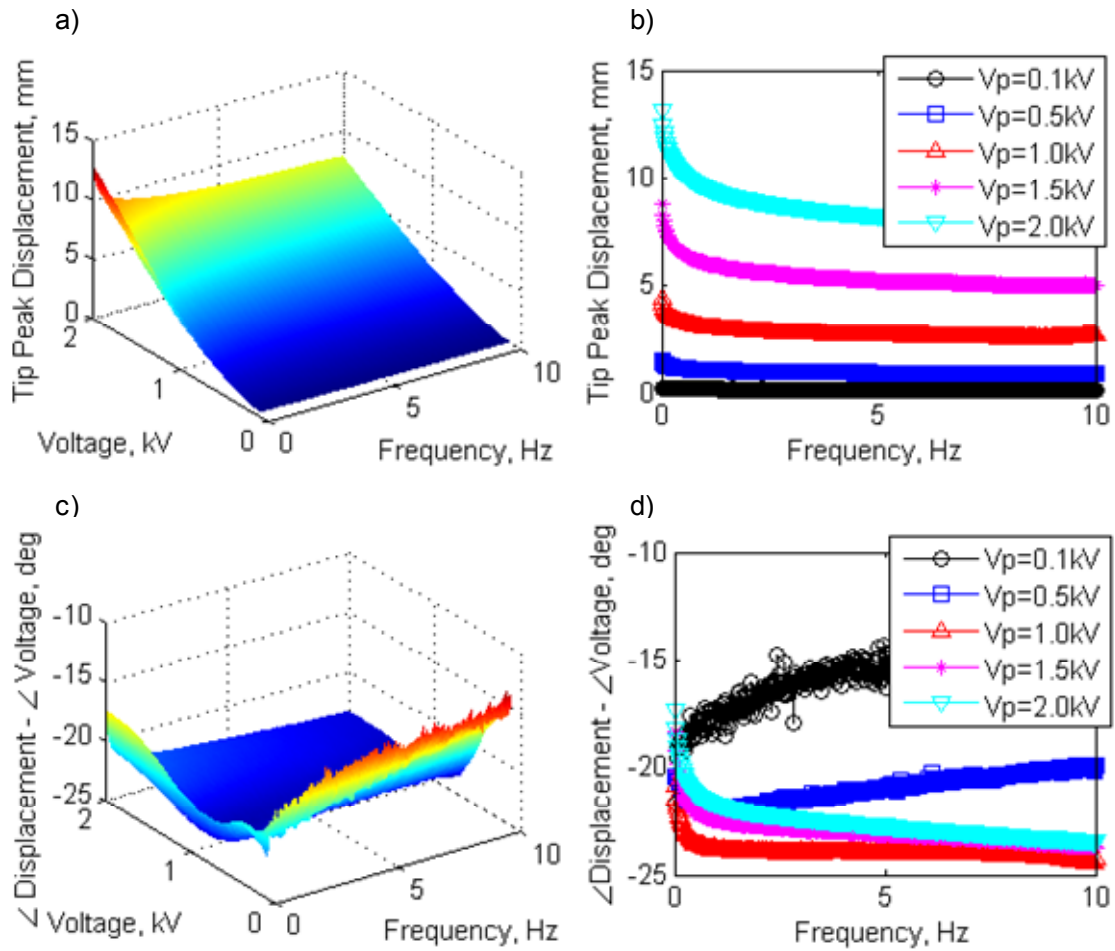 a)
Tip Peak Displacement, mm
15
10
5
0
2
1
0
Voltage, kV
0
5
10
Frequency, Hz
b)
Tip Peak Displacement, mm
15
10
5
0
0
5
10
Frequency, Hz
Vp=0.1kV
Vp=0.5kV
Vp=1.0kV
Vp=1.5kV
Vp=2.0kV
c)
∠Displacement - ∠Voltage, deg
-10
-15
-20
-25
2
1
0
Voltage, kV
0
5
10
Frequency, Hz
d)
∠Displacement - ∠Voltage, deg
-10
-15
-20
-25
0
5
10
Frequency, Hz
Vp=0.1kV
Vp=0.5kV
Vp=1.0kV
Vp=1.5kV
Vp=2.0kV